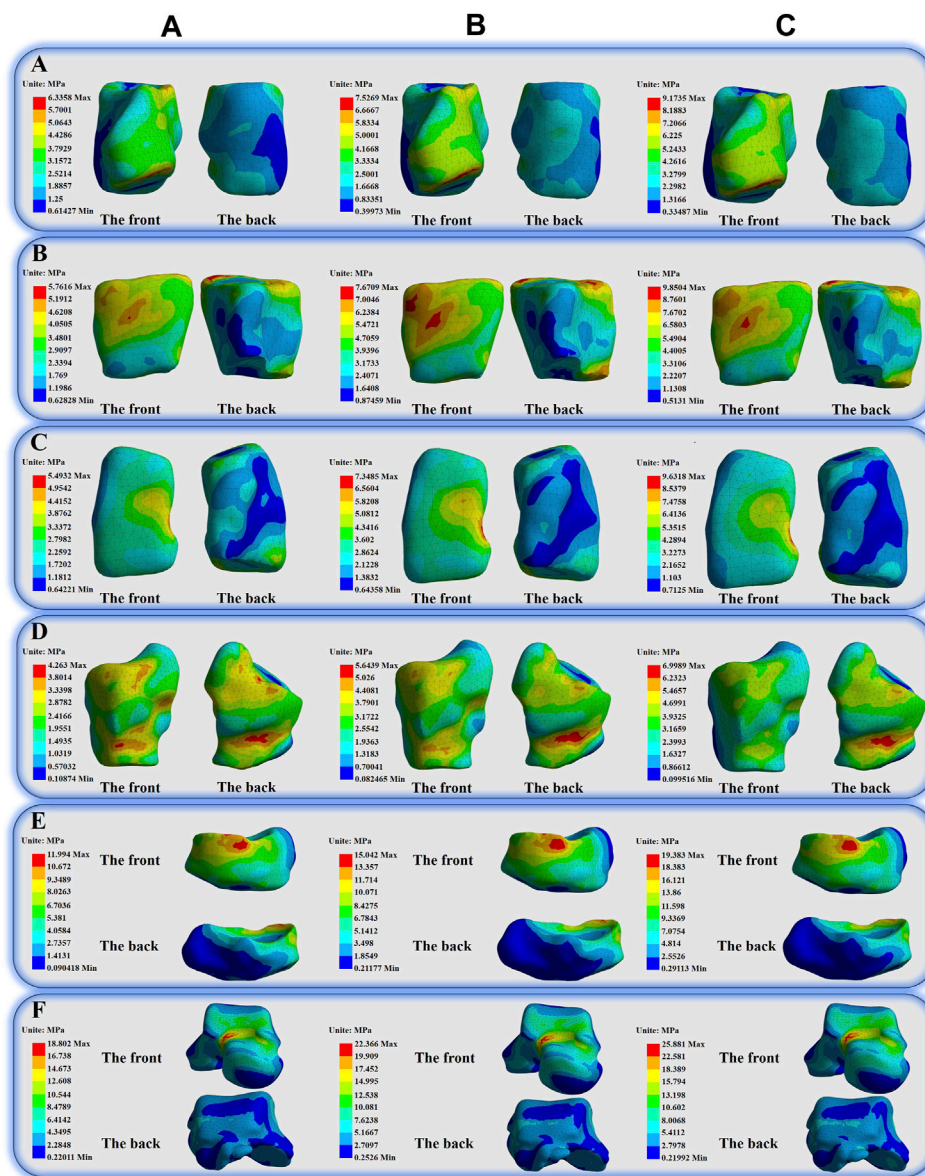 A B C
A
Unite: MPa
6.3358 Max
5.7001
5.0643
4.4286
3.7929
3.1572
2.5214
1.8857
1.25
0.61427 Min
The front The back
Unite: MPa
7.5269 Max
6.6667
5.8334
5.0001
4.1668
3.3334
2.5001
1.6668
0.83351
0.39973 Min
The front The back
Unite: MPa
9.1735 Max
8.1883
7.2066
6.225
5.2433
4.2616
3.2799
2.2982
1.3166
0.33487 Min
The front The back
B
Unite: MPa
5.7616 Max
5.1912
4.6208
4.0505
3.4801
2.9097
2.3394
1.769
1.1986
0.62828 Min
The front The back
Unite: MPa
7.6709 Max
7.0046
6.2384
5.4721
4.7059
3.9396
3.1733
2.4071
1.6408
0.87459 Min
The front The back
Unite: MPa
9.8504 Max
8.7601
7.6702
6.5803
5.4904
4.4005
3.3106
2.2207
1.1308
0.5131 Min
The front The back
C
Unite: MPa
5.4932 Max
4.9542
4.4152
3.8762
3.3372
2.7982
2.2592
1.7202
1.1812
0.64221 Min
The front The back
Unite: MPa
7.3485 Max
6.5604
5.8208
5.0812
4.3416
3.602
2.8624
2.1228
1.3832
0.64358 Min
The front The back
Unite: MPa
9.6318 Max
8.5379
7.4758
6.4136
5.3515
4.2894
3.2273
2.1652
1.103
0.7125 Min
The front The back
D
Unite: MPa
4.263 Max
3.8014
3.3398
2.8782
2.4166
1.9551
1.4935
1.0319
0.57032
0.10874 Min
The front The back
Unite: MPa
5.6439 Max
5.026
4.4081
3.7901
3.1722
2.5542
1.9363
1.3183
0.70041
0.082465 Min
The front The back
Unite: MPa
6.9989 Max
6.2323
5.4657
4.6991
3.9325
3.1659
2.3993
1.6327
0.86612
0.099516 Min
The front The back
E
Unite: MPa
11.994 Max
10.672
9.3489
8.0263
6.7036
5.381
4.0584
2.7357
1.4131
0.090418 Min
The front
The back
Unite: MPa
15.042 Max
13.357
11.714
10.071
8.4275
6.7843
5.1412
3.498
1.8549
0.21177 Min
The front
The back
Unite: MPa
19.383 Max
18.383
16.121
13.86
11.598
9.3369
7.0754
4.814
2.5526
0.29113 Min
The front
The back
F
Unite: MPa
18.802 Max
16.738
14.673
12.608
10.544
8.4789
6.4142
4.3495
2.2848
0.22011 Min
The front
The back
Unite: MPa
22.366 Max
19.909
17.452
14.995
12.538
10.081
7.6238
5.1667
2.7097
0.2526 Min
The front
The back
Unite: MPa
25.881 Max
22.581
18.389
15.794
13.198
10.602
8.0068
5.4112
2.7978
0.21992 Min
The front
The back